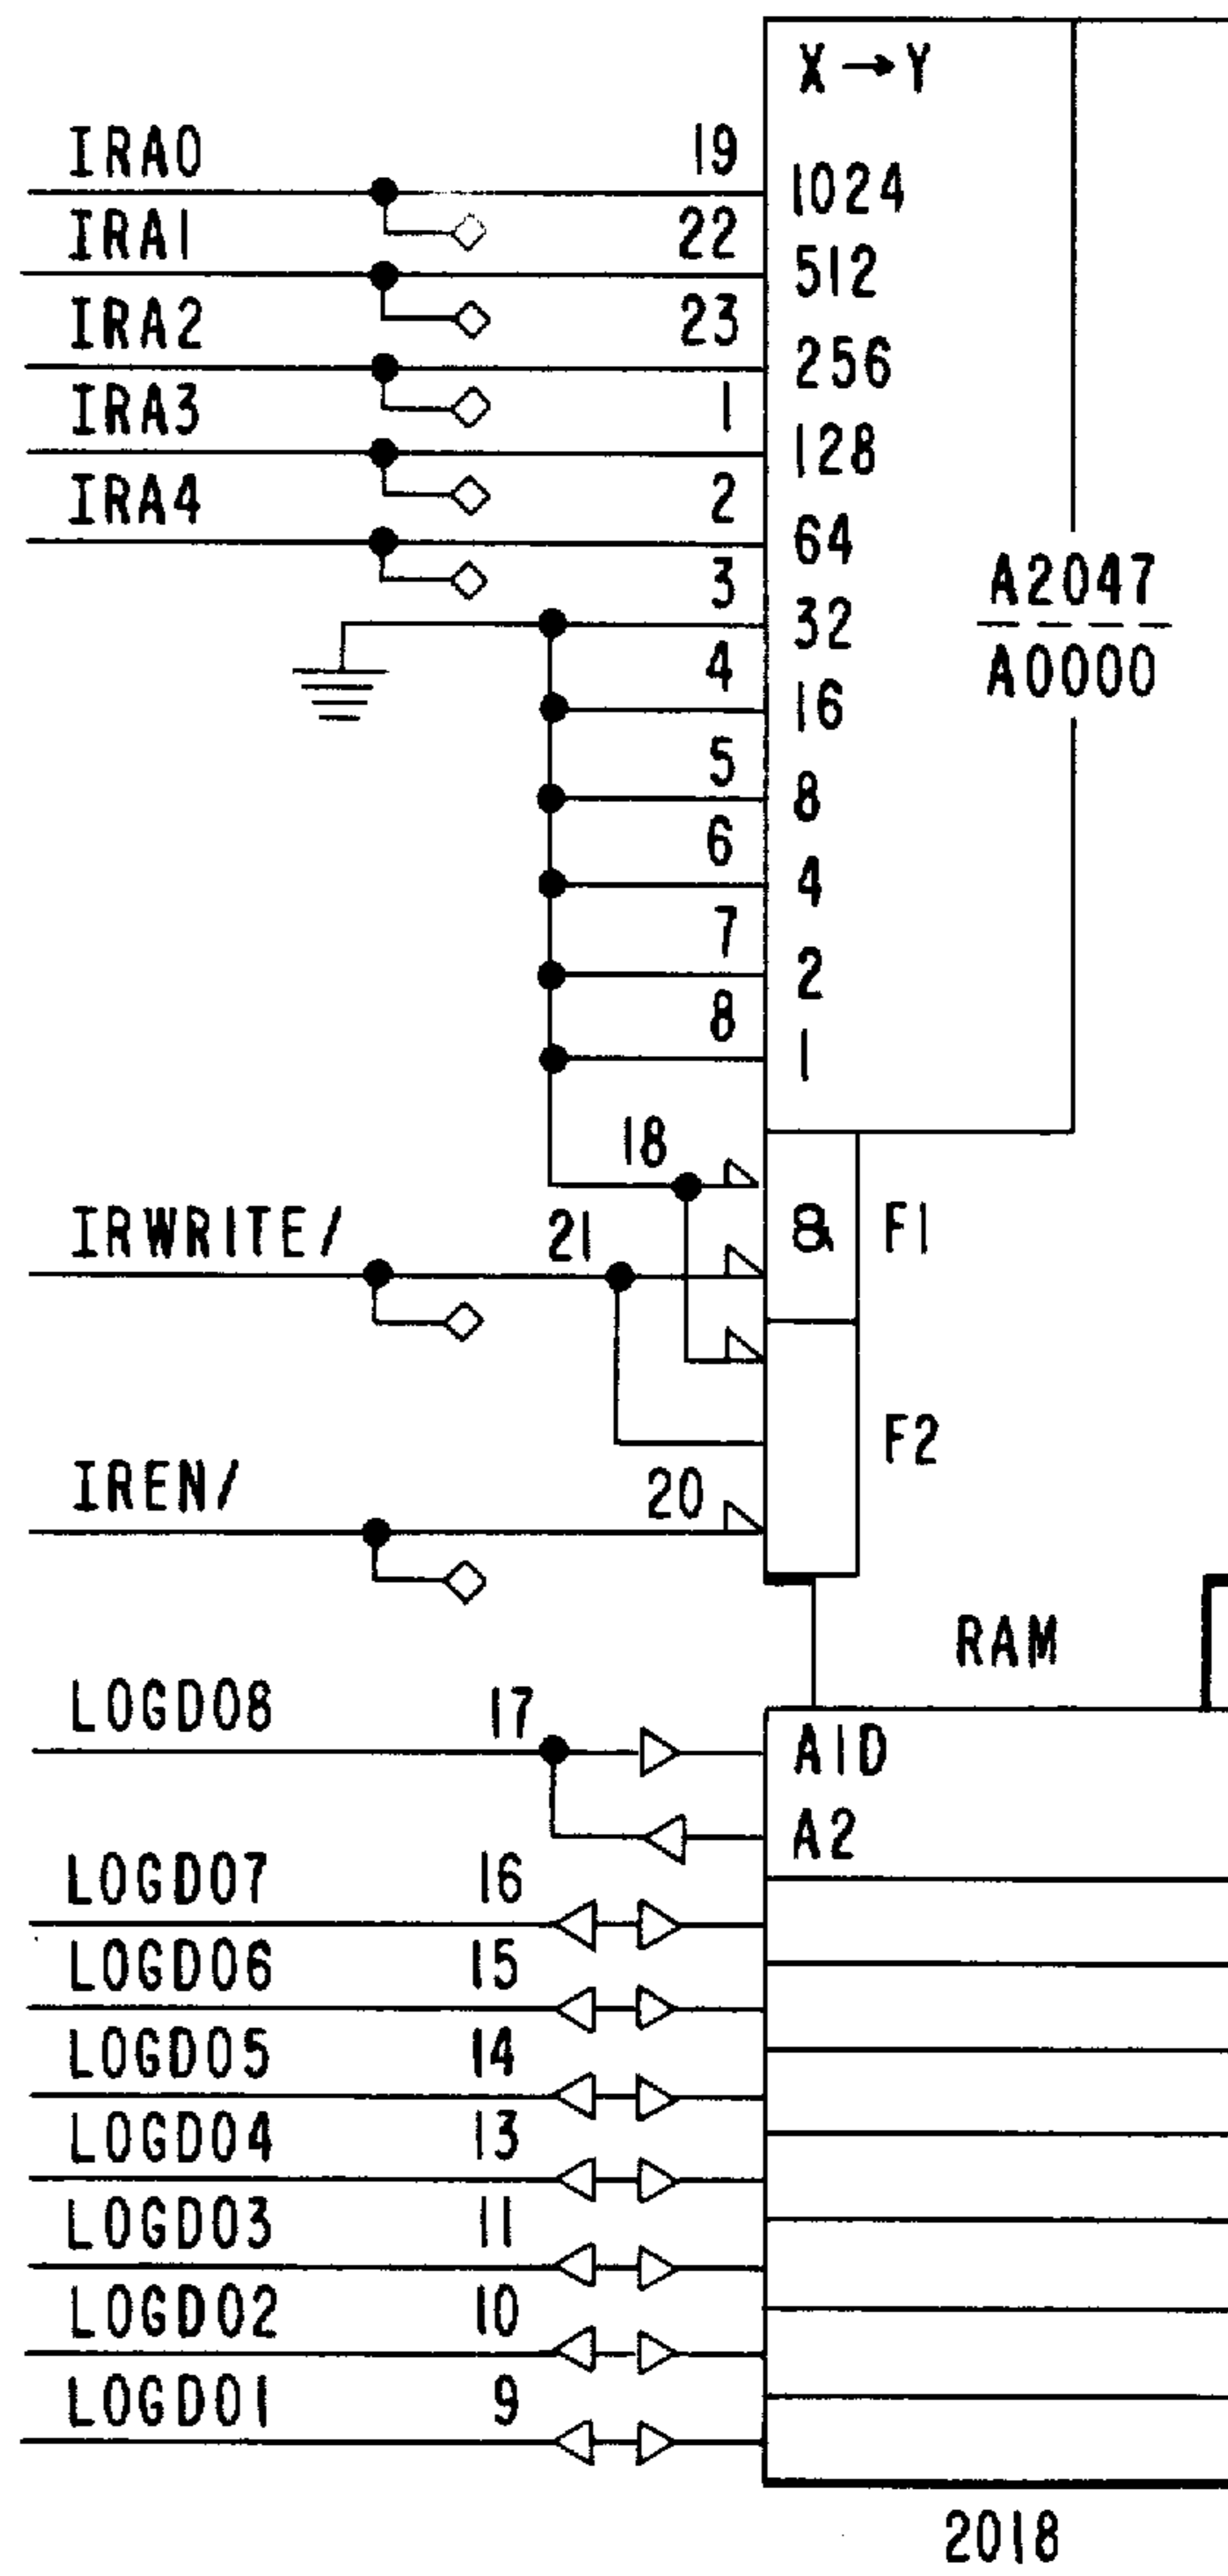 X→Y
IRA0 19 1024
IRA1 22 512
IRA2 23 256
IRA3 1 128
IRA4 2 64
A2047
3 32
A0000
4 16
5 8
6 4
7 2
8 1
18
IRWRITE/ 21 & F1
F2
IREN/ 20
RAM
LOGD08 17 A1D
A2
LOGD07 16
LOGD06 15
LOGD05 14
LOGD04 13
LOGD03 11
LOGD02 10
LOGD01 9
2018